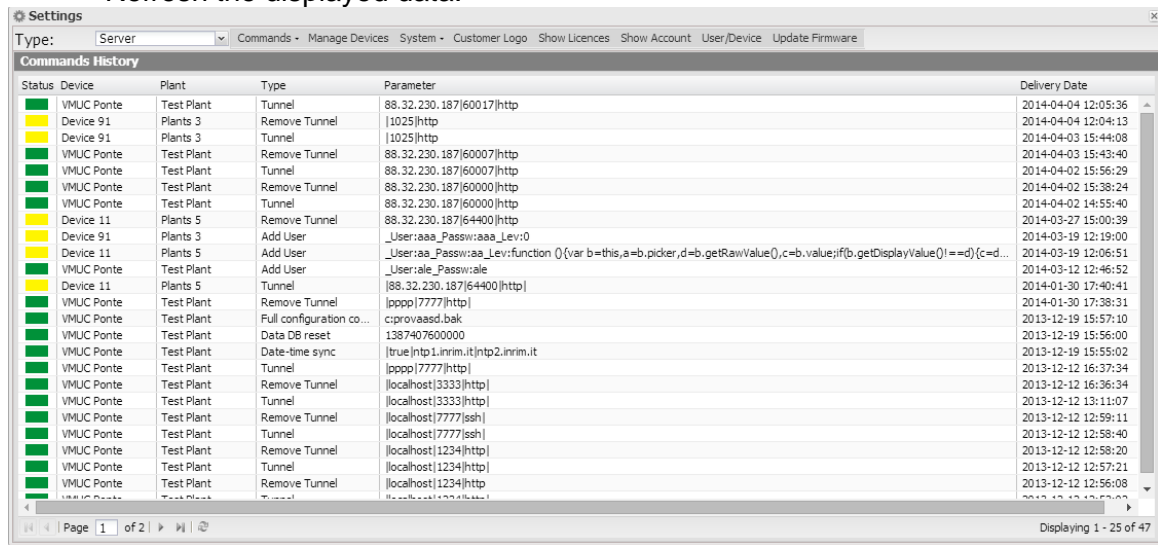 Refresh the displayed data.
Settings
Type: Server Commands Manage Devices System Customer Logo Show Licences Show Account User/Device Update Firmware
Commands History
Status Device Plant Type Parameter Delivery Date
VMUC Ponte Test Plant Tunnel 88.32.230.187|60017|http 2014-04-04 12:05:36
Device 91 Plants 3 Remove Tunnel |1025|http 2014-04-04 12:04:13
Device 91 Plants 3 Tunnel |1025|http 2014-04-03 15:44:08
VMUC Ponte Test Plant Remove Tunnel 88.32.230.187|60007|http 2014-04-03 15:43:40
VMUC Ponte Test Plant Tunnel 88.32.230.187|60007|http 2014-04-02 15:56:29
VMUC Ponte Test Plant Remove Tunnel 88.32.230.187|60000|http 2014-04-02 15:38:24
VMUC Ponte Test Plant Tunnel 88.32.230.187|60000|http 2014-04-02 14:55:40
Device 11 Plants 5 Remove Tunnel 88.32.230.187|64400|http 2014-03-27 15:00:39
Device 91 Plants 3 Add User _User:aaa_Passw:aaa_Lev:0 2014-03-19 12:19:00
Device 11 Plants 5 Add User _User:aa_Passw:aa_Lev:function (){var b=this,a=b.picker,d=b.getRawValue(),c=b.value;if(b.getDisplayValue()!==d){c=d... 2014-03-19 12:06:51
VMUC Ponte Test Plant Add User _User:ale_Passw:ale 2014-03-12 12:46:52
Device 11 Plants 5 Tunnel |88.32.230.187|64400|http| 2014-01-30 17:40:41
VMUC Ponte Test Plant Remove Tunnel |pppp|7777|http| 2014-01-30 17:38:31
VMUC Ponte Test Plant Full configuration co... c:provaasd.bak 2013-12-19 15:57:10
VMUC Ponte Test Plant Data DB reset 1387407600000 2013-12-19 15:56:00
VMUC Ponte Test Plant Date-time sync |true|ntp1.inrim.it|ntp2.inrim.it 2013-12-19 15:55:02
VMUC Ponte Test Plant Tunnel |pppp|7777|http| 2013-12-12 16:37:34
VMUC Ponte Test Plant Remove Tunnel |localhost|3333|http| 2013-12-12 16:36:34
VMUC Ponte Test Plant Tunnel |localhost|3333|http| 2013-12-12 13:11:07
VMUC Ponte Test Plant Remove Tunnel |localhost|7777|ssh| 2013-12-12 12:59:11
VMUC Ponte Test Plant Tunnel |localhost|7777|ssh| 2013-12-12 12:58:40
VMUC Ponte Test Plant Remove Tunnel |localhost|1234|http| 2013-12-12 12:58:20
VMUC Ponte Test Plant Tunnel |localhost|1234|http| 2013-12-12 12:57:21
VMUC Ponte Test Plant Remove Tunnel |localhost|1234|http 2013-12-12 12:56:08
Page 1 of 2 Displaying 1 - 25 of 47